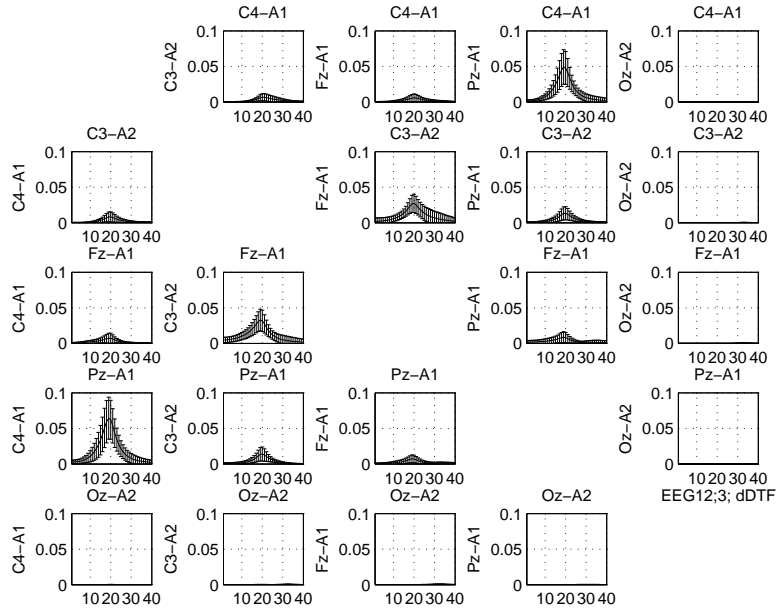 C4−A1 C4−A1 C4−A1 C4−A1
0.1 0.1 0.1 0.1
C3−A2 Fz−A1 Pz−A1 Oz−A2
0.05 0.05 0.05 0.05
0 0 0 0
10 20 30 40 10 20 30 40 10 20 30 40 10 20 30 40
C3−A2 C3−A2 C3−A2 C3−A2
0.1 0.1 0.1 0.1
C4−A1 Fz−A1 Pz−A1 Oz−A2
0.05 0.05 0.05 0.05
0 0 0 0
10 20 30 40 10 20 30 40 10 20 30 40 10 20 30 40
Fz−A1 Fz−A1 Fz−A1 Fz−A1
0.1 0.1 0.1 0.1
C4−A1 C3−A2 Pz−A1 Oz−A2
0.05 0.05 0.05 0.05
0 0 0 0
10 20 30 40 10 20 30 40 10 20 30 40 10 20 30 40
Pz−A1 Pz−A1 Pz−A1 Pz−A1
0.1 0.1 0.1 0.1
C4−A1 C3−A2 Fz−A1 Oz−A2
0.05 0.05 0.05 0.05
0 0 0 0
10 20 30 40 10 20 30 40 10 20 30 40 10 20 30 40
Oz−A2 Oz−A2 Oz−A2 Oz−A2 EEG12;3; dDTF
0.1 0.1 0.1 0.1
C4−A1 C3−A2 Fz−A1 Pz−A1
0.05 0.05 0.05 0.05
0 0 0 0
10 20 30 40 10 20 30 40 10 20 30 40 10 20 30 40